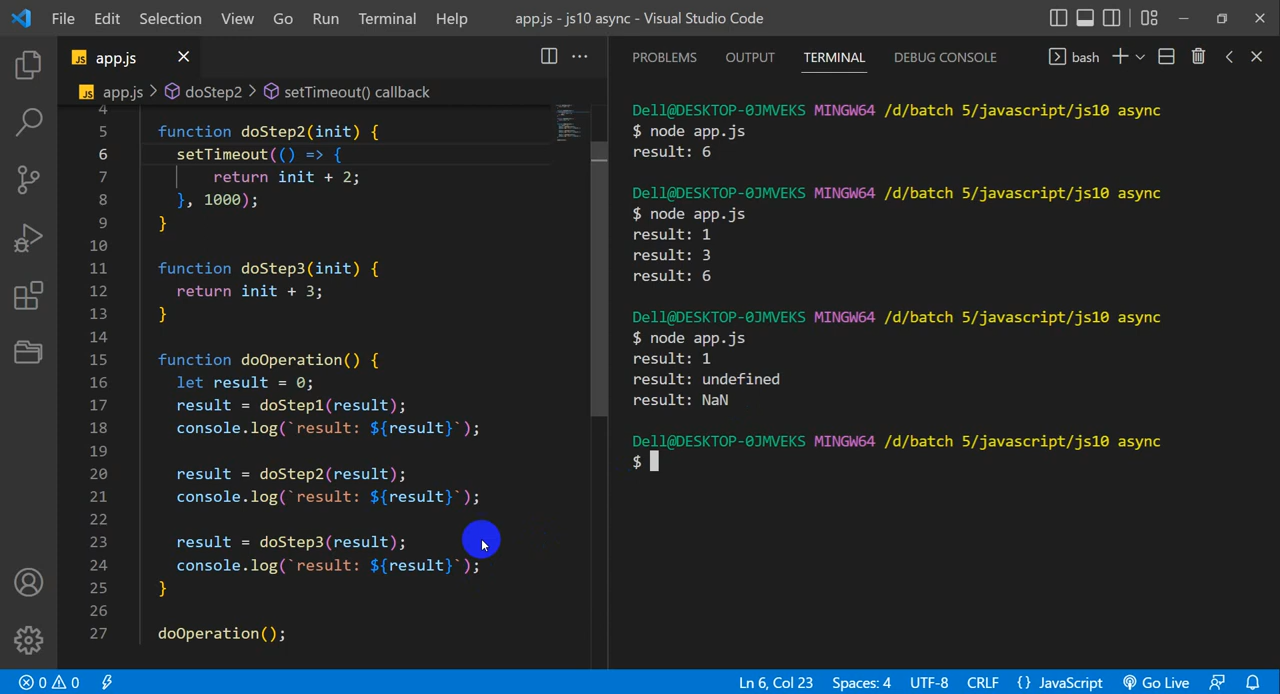 File Edit Selection View Go Run Terminal Help app.js - js10 async - Visual Studio Code
JS app.js
JS app.js > doStep2 > setTimeout() callback
4
5 function doStep2(init) {
6 setTimeout(() => {
7 return init + 2;
8 }, 1000);
9 }
10
11 function doStep3(init) {
12 return init + 3;
13 }
14
15 function doOperation() {
16 let result = 0;
17 result = doStep1(result);
18 console.log(`result: ${result}`);
19
20 result = doStep2(result);
21 console.log(`result: ${result}`);
22
23 result = doStep3(result);
24 console.log(`result: ${result}`);
25 }
26
27 doOperation();
PROBLEMS OUTPUT TERMINAL DEBUG CONSOLE bash
Dell@DESKTOP-0JMVEKS MINGW64 /d/batch 5/javascript/js10 async
$ node app.js
result: 6
Dell@DESKTOP-0JMVEKS MINGW64 /d/batch 5/javascript/js10 async
$ node app.js
result: 1
result: 3
result: 6
Dell@DESKTOP-0JMVEKS MINGW64 /d/batch 5/javascript/js10 async
$ node app.js
result: 1
result: undefined
result: NaN
Dell@DESKTOP-0JMVEKS MINGW64 /d/batch 5/javascript/js10 async
$
0 0 Ln 6, Col 23 Spaces: 4 UTF-8 CRLF {} JavaScript Go Live